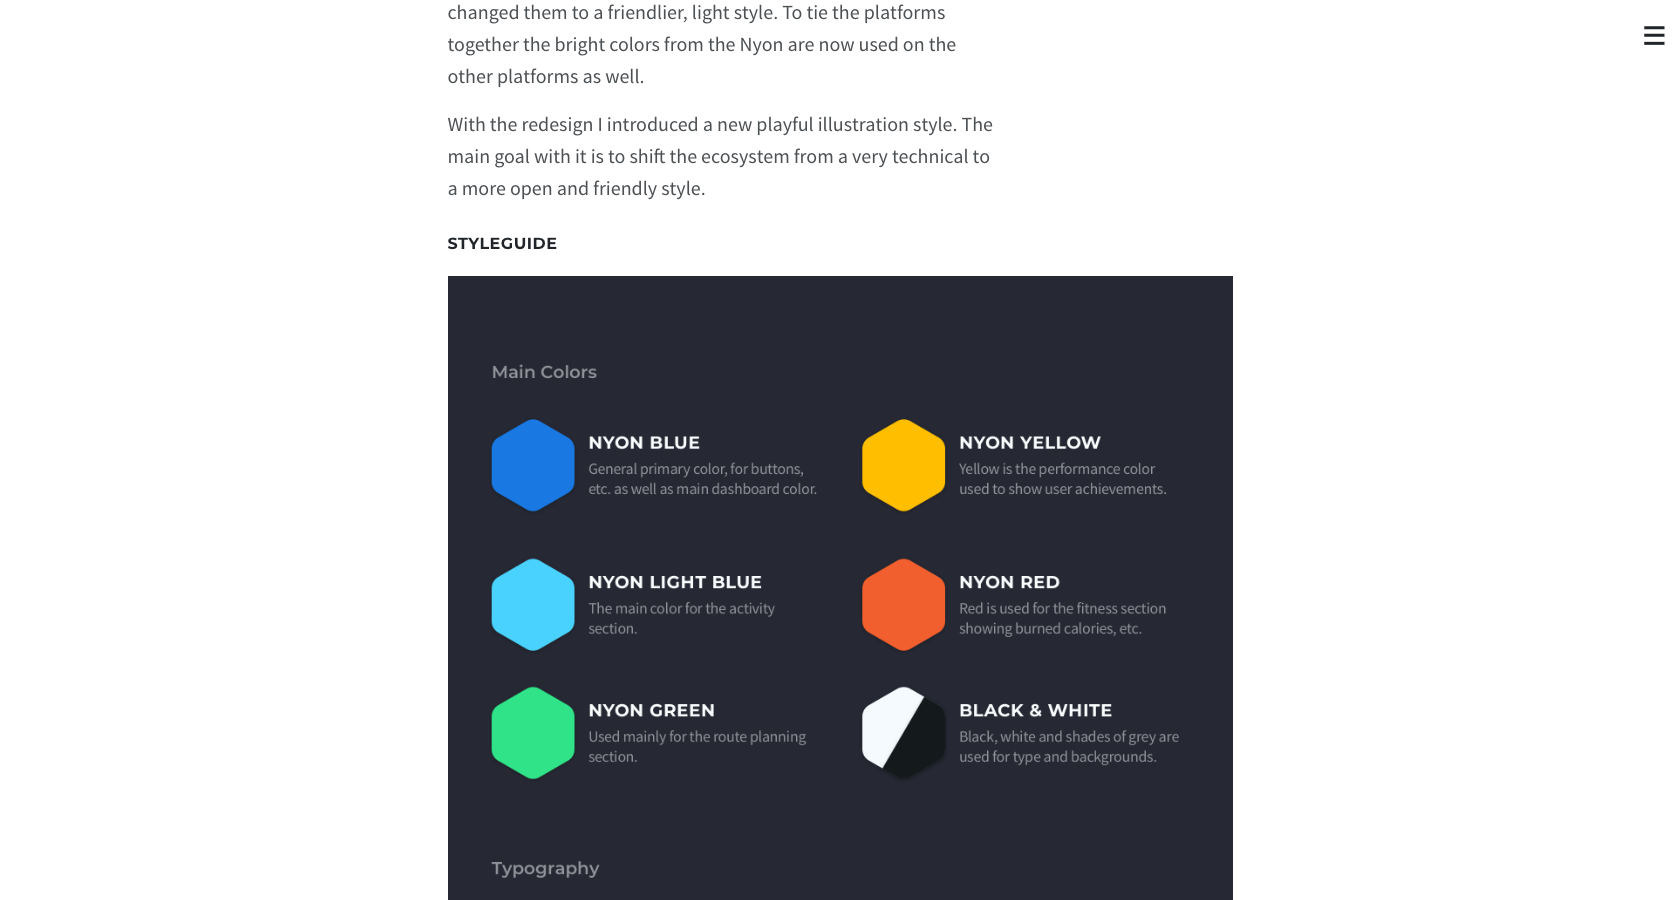 changed them to a friendlier, light style. To tie the platforms
together the bright colors from the Nyon are now used on the
other platforms as well.
With the redesign I introduced a new playful illustration style. The
main goal with it is to shift the ecosystem from a very technical to
a more open and friendly style.
STYLEGUIDE
Main Colors
NYON BLUE
General primary color, for buttons,
etc. as well as main dashboard color.
NYON YELLOW
Yellow is the performance color
used to show user achievements.
NYON LIGHT BLUE
The main color for the activity
section.
NYON RED
Red is used for the fitness section
showing burned calories, etc.
NYON GREEN
Used mainly for the route planning
section.
BLACK & WHITE
Black, white and shades of grey are
used for type and backgrounds.
Typography